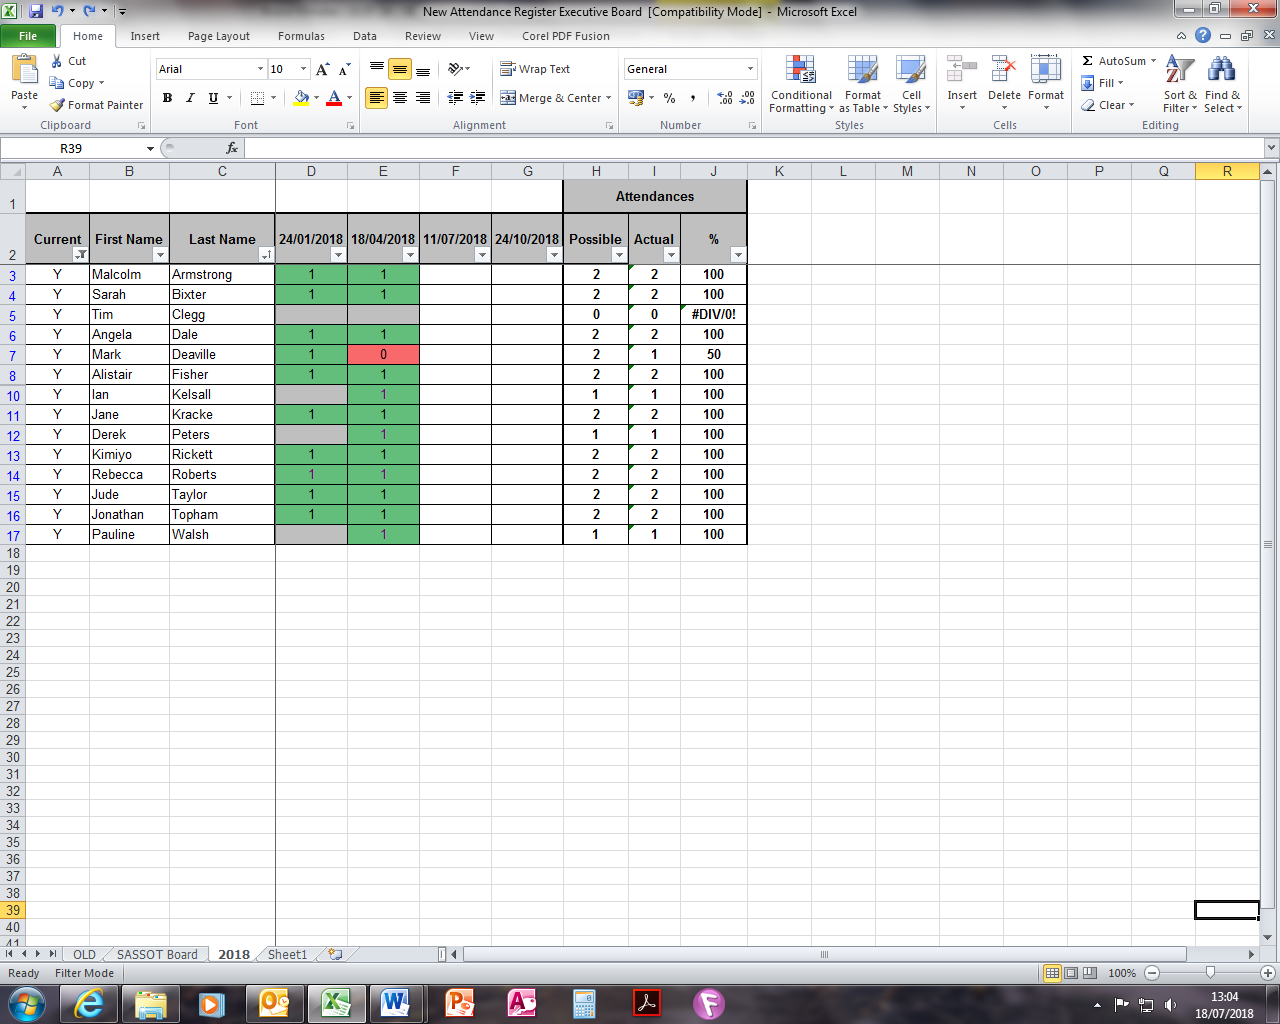 New Attendance Register Executive Board [Compatibility Mode] - Microsoft Excel
File Home Insert Page Layout Formulas Data Review View Corel PDF Fusion
Paste Cut Copy Format Painter Clipboard
Arial 10 B I U Font
Wrap Text Merge & Center Alignment
General % , Number
Conditional Formatting Format as Table Cell Styles Styles
Insert Delete Format Cells
Σ AutoSum Fill Clear Sort & Filter Find & Select Editing
R39 fx
A B C D E F G H I J K L M N O P Q R
1 Attendances
2 Current First Name Last Name 24/01/2018 18/04/2018 11/07/2018 24/10/2018 Possible Actual %
3 Y Malcolm Armstrong 1 1 2 2 100
4 Y Sarah Bixter 1 1 2 2 100
5 Y Tim Clegg 0 0 #DIV/0!
6 Y Angela Dale 1 1 2 2 100
7 Y Mark Deaville 1 0 2 1 50
8 Y Alistair Fisher 1 1 2 2 100
10 Y Ian Kelsall 1 1 1 100
11 Y Jane Kracke 1 1 2 2 100
12 Y Derek Peters 1 1 1 100
13 Y Kimiyo Rickett 1 1 2 2 100
14 Y Rebecca Roberts 1 1 2 2 100
15 Y Jude Taylor 1 1 2 2 100
16 Y Jonathan Topham 1 1 2 2 100
17 Y Pauline Walsh 1 1 1 100
18
19
20
21
22
23
24
25
26
27
28
29
30
31
32
33
34
35
36
37
38
39
40
41
OLD SASSOT Board 2018 Sheet1
Ready Filter Mode 100%
13:04
18/07/2018